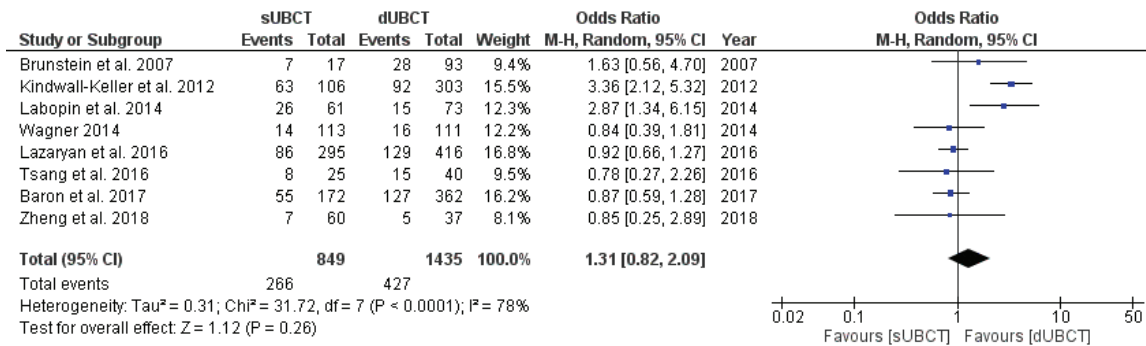 sUBCT dUBCT Odds Ratio Odds Ratio
Study or Subgroup Events Total Events Total Weight M-H, Random, 95% CI Year M-H, Random, 95% CI
Brunstein et al. 2007 7 17 28 93 9.4% 1.63 [0.56, 4.70] 2007
Kindwall-Keller et al. 2012 63 106 92 303 15.5% 3.36 [2.12, 5.32] 2012
Labopin et al. 2014 26 61 15 73 12.3% 2.87 [1.34, 6.15] 2014
Wagner 2014 14 113 16 111 12.2% 0.84 [0.39, 1.81] 2014
Lazaryan et al. 2016 86 295 129 416 16.8% 0.92 [0.66, 1.27] 2016
Tsang et al. 2016 8 25 15 40 9.5% 0.78 [0.27, 2.26] 2016
Baron et al. 2017 55 172 127 362 16.2% 0.87 [0.59, 1.28] 2017
Zheng et al. 2018 7 60 5 37 8.1% 0.85 [0.25, 2.89] 2018
Total (95% CI) 849 1435 100.0% 1.31 [0.82, 2.09]
Total events 266 427
Heterogeneity: Tau² = 0.31; Chi² = 31.72, df = 7 (P < 0.0001); I² = 78%
Test for overall effect: Z = 1.12 (P = 0.26)
0.02 0.1 1 10 50
Favours [sUBCT] Favours [dUBCT]